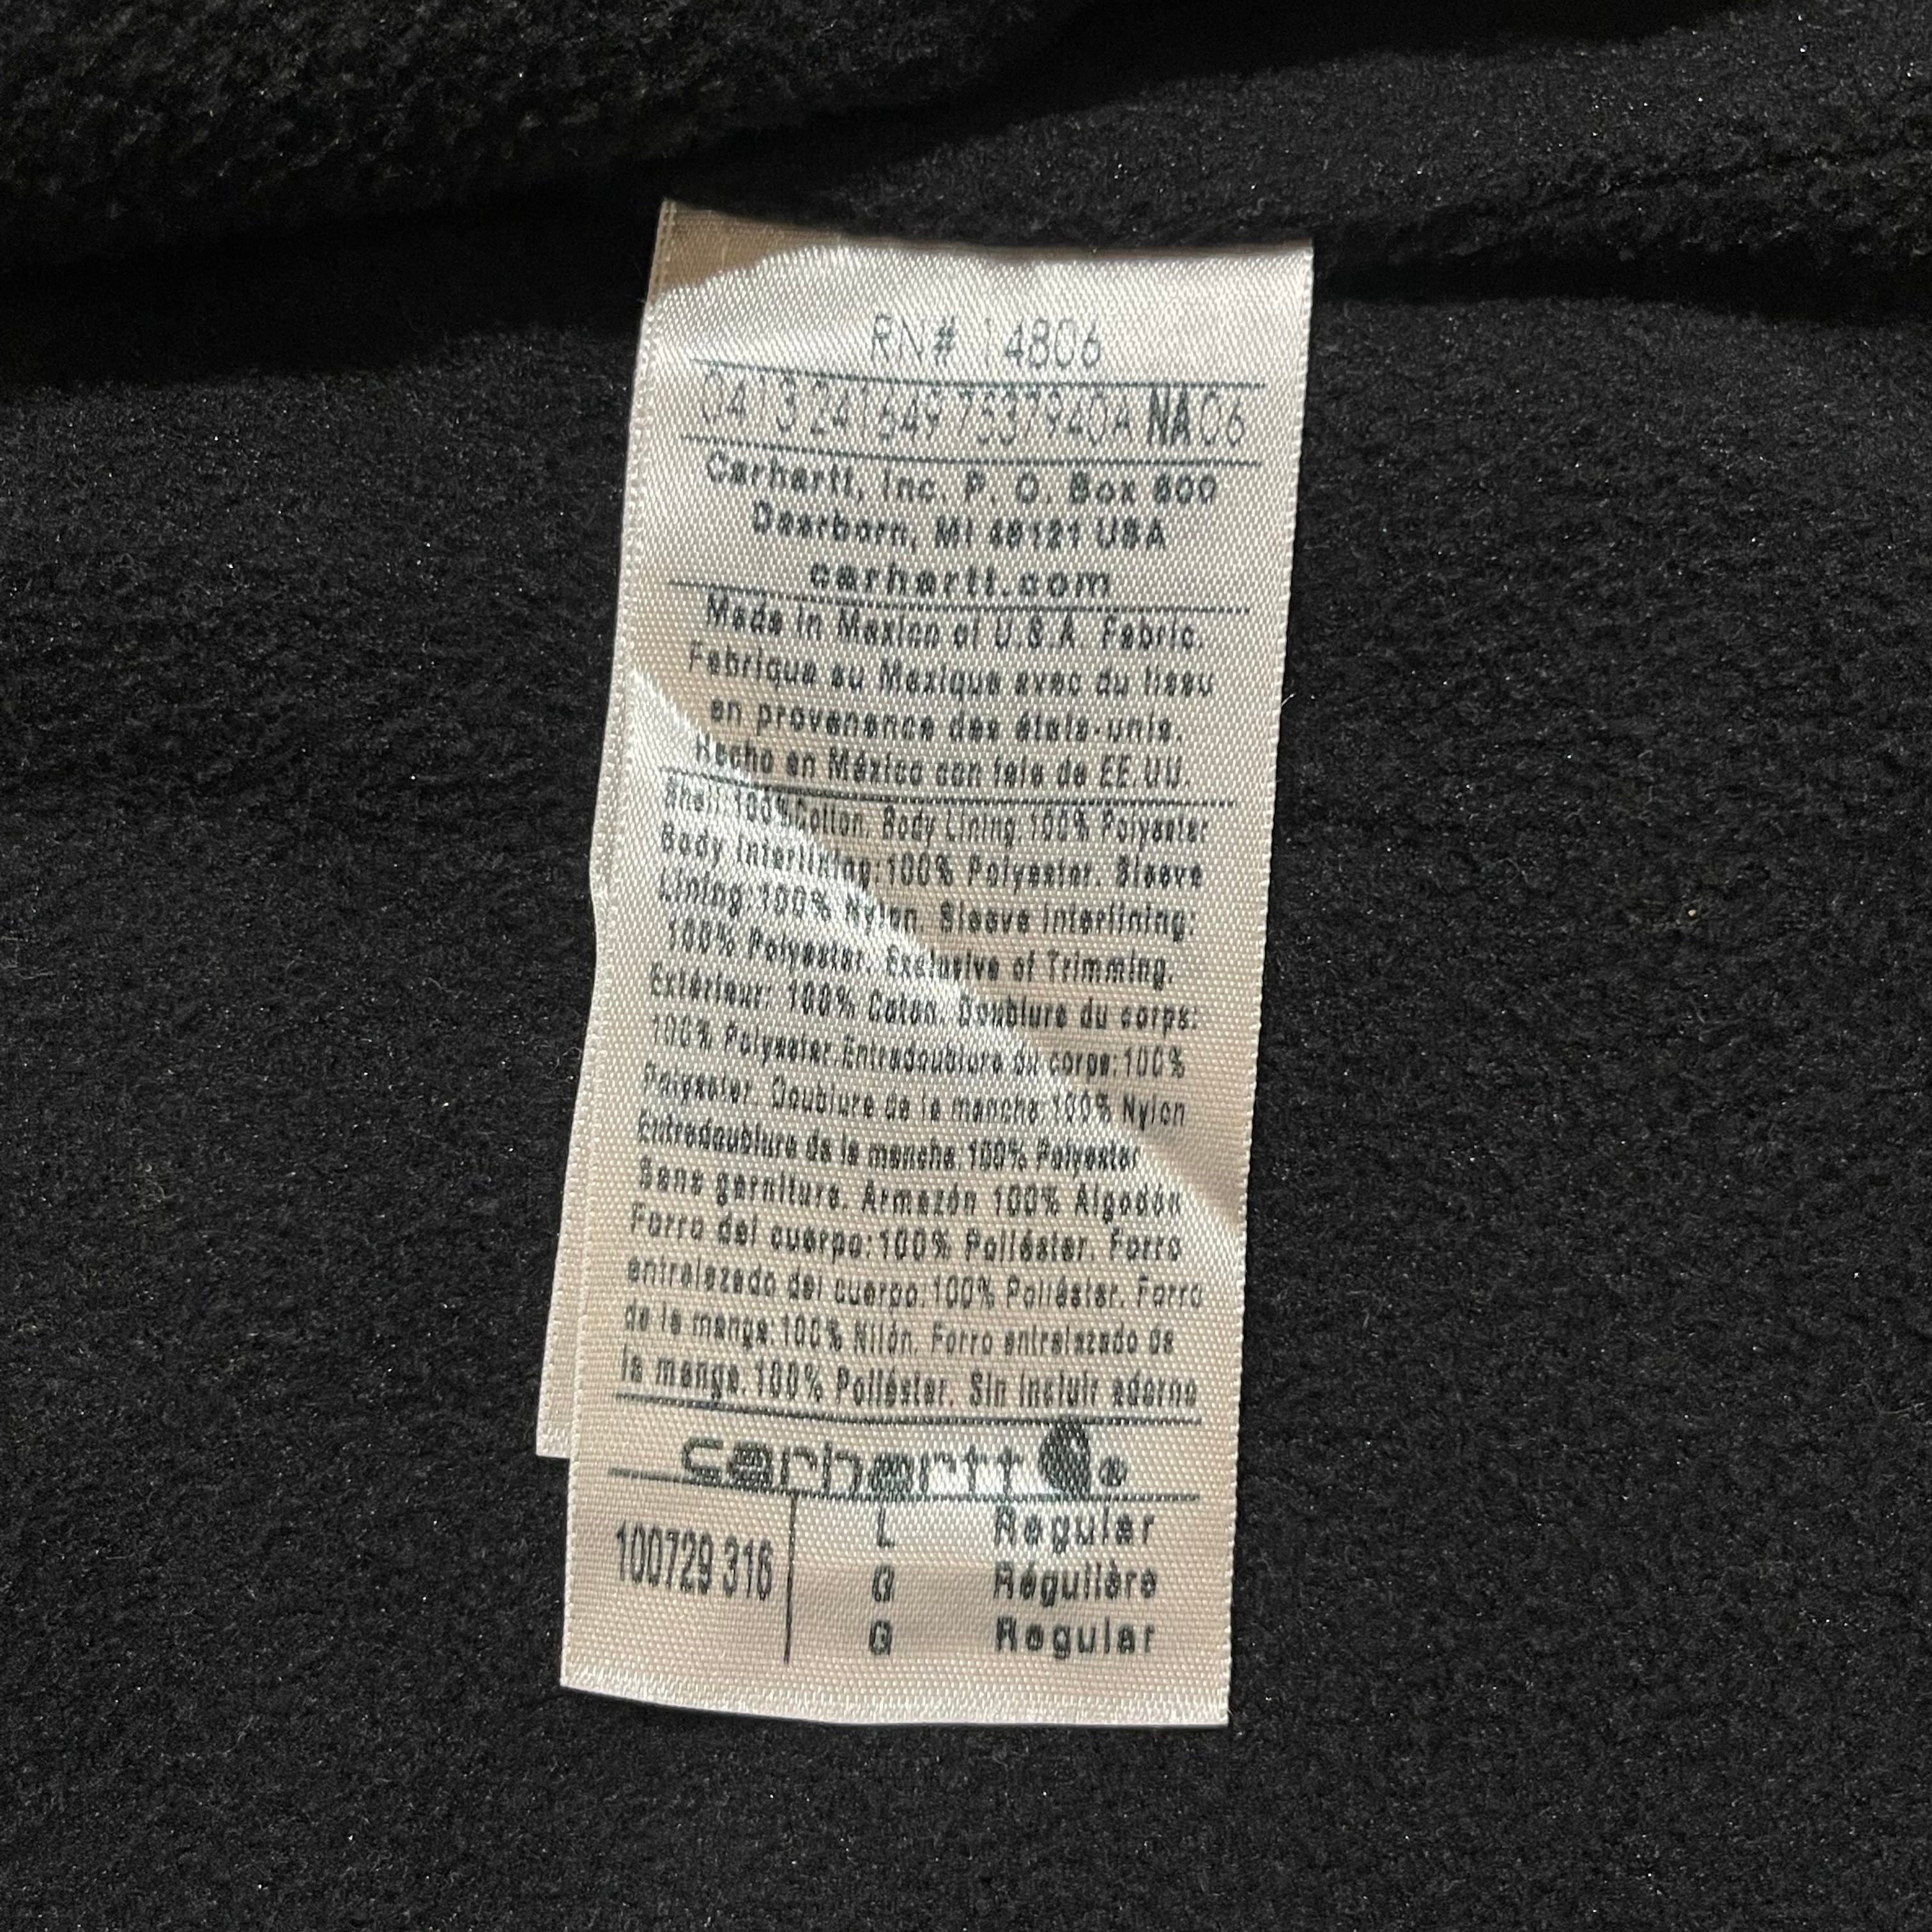 RN# 14806
0413 241649 7537940A NA06
Carhartt, Inc. P. O. Box 600
Dearborn, MI 48121 USA
carhartt.com
Made in Mexico of U.S.A. Fabric.
Fabrique au Mexique avec du tissu
en provenance des états-unis.
Hecho en México con tela de EE.UU.
Shell:100%Cotton. Body Lining:100% Polyester
Body Interlining:100% Polyester. Sleeve
Lining:100% Nylon. Sleeve Interlining:
100% Polyester. Exclusive of Trimming.
Extérieur: 100% Coton. Doublure du corps:
100% Polyester.Entredoublure du corps:100%
Polyester. Doublure de la manche:100% Nylon
Entredoublure de la manche:100% Polyester
Sans garniture. Armazón 100% Algodón
Forro del cuerpo:100% Poliéster. Forro
entrelazado del cuerpo:100% Poliéster. Forro
de la manga:100% Nilón. Forro entrelazado de
la manga:100% Poliéster. Sin incluir adorno
carhartt®
100729 316
L Regular
G Régulière
G Regular